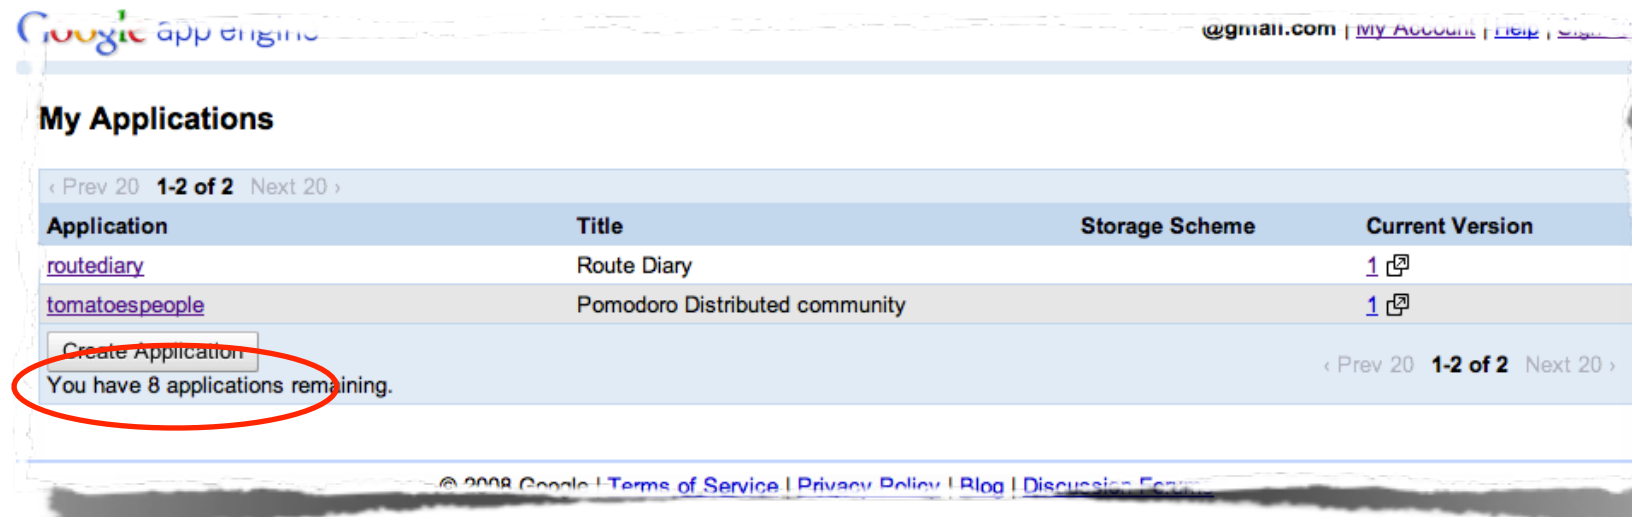 Google app engine
@gmail.com | My Account | Help |
My Applications
‹ Prev 20 1-2 of 2 Next 20 ›
Application Title Storage Scheme Current Version
routediary Route Diary 1
tomatoespeople Pomodoro Distributed community 1
Create Application
You have 8 applications remaining.
‹ Prev 20 1-2 of 2 Next 20 ›
© 2008 Google | Terms of Service | Privacy Policy | Blog | Discussion Forums